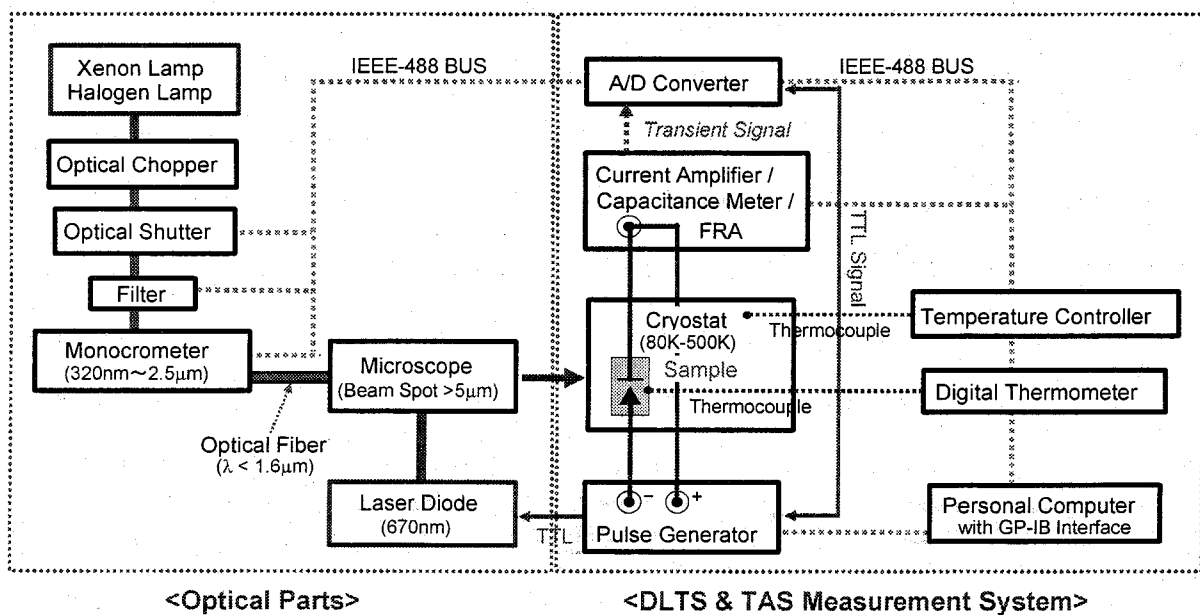 IEEE-488 BUS
IEEE-488 BUS
Xenon Lamp
Halogen Lamp
Optical Chopper
Optical Shutter
Filter
Monocrometer
(320nm～2.5μm)
Optical Fiber
(λ < 1.6μm)
Microscope
(Beam Spot >5μm)
Laser Diode
(670nm)
TTL
A/D Converter
Transient Signal
Current Amplifier /
Capacitance Meter /
FRA
TTL Signal
Cryostat
(80K-500K)
Sample
Thermocouple
Thermocouple
Temperature Controller
Digital Thermometer
− +
Pulse Generator
Personal Computer
with GP-IB Interface
<Optical Parts>
<DLTS & TAS Measurement System>